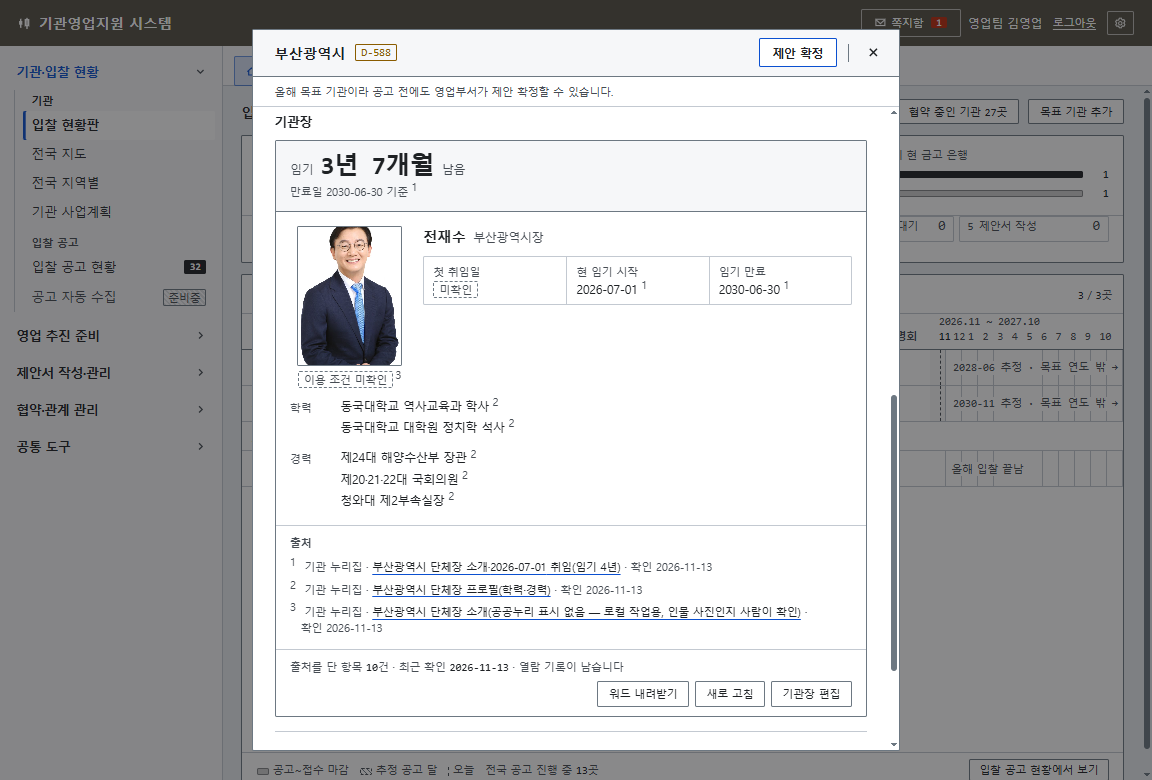 기관영업지원 시스템
쪽지함 1
영업팀 김영업
로그아웃
기관·입찰 현황
기관
입찰 현황판
전국 지도
전국 지역별
기관 사업계획
입찰 공고
입찰 공고 현황 32
공고 자동 수집 준비중
영업 추진 준비
제안서 작성·관리
협약·관계 관리
공통 도구
부산광역시 D-588
제안 확정
×
올해 목표 기관이라 공고 전에도 영업부서가 제안 확정할 수 있습니다.
기관장
임기 3년 7개월 남음
만료일 2030-06-30 기준 1
전재수 부산광역시장
첫 취임일
미확인
현 임기 시작
2026-07-01 1
임기 만료
2030-06-30 1
이용 조건 미확인 3
학력
동국대학교 역사교육과 학사 2
동국대학교 대학원 정치학 석사 2
경력
제24대 해양수산부 장관 2
제20·21·22대 국회의원 2
청와대 제2부속실장 2
출처
1 기관 누리집 · 부산광역시 단체장 소개·2026-07-01 취임(임기 4년) · 확인 2026-11-13
2 기관 누리집 · 부산광역시 단체장 프로필(학력·경력) · 확인 2026-11-13
3 기관 누리집 · 부산광역시 단체장 소개(공공누리 표시 없음 — 로컬 작업용, 인물 사진인지 사람이 확인) ·
확인 2026-11-13
출처를 단 항목 10건 · 최근 확인 2026-11-13 · 열람 기록이 남습니다
워드 내려받기
새로 고침
기관장 편집
협약 중인 기관 27곳
목표 기관 추가
현 금고 은행
1
1
대기 0
5 제안서 작성 0
3 / 3곳
2026.11 ~ 2027.10
11 12 1 2 3 4 5 6 7 8 9 10
2028-06 추정 · 목표 연도 밖 →
2030-11 추정 · 목표 연도 밖 →
올해 입찰 끝남
공고~접수 마감
추정 공고 달
오늘
전국 공고 진행 중 13곳
입찰 공고 현황에서 보기